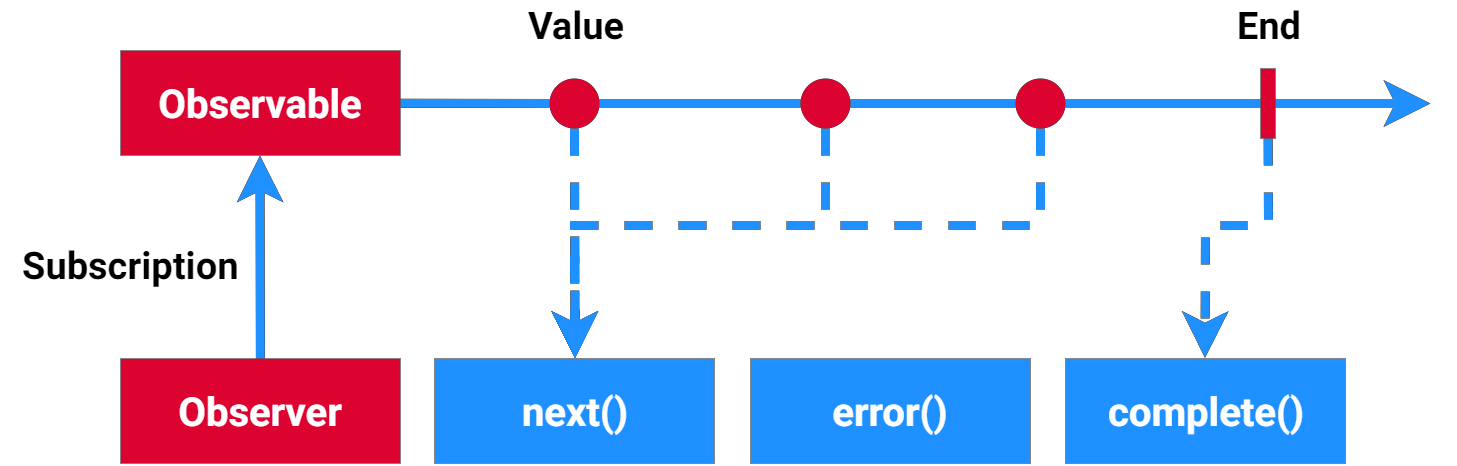 Value
End
Observable
Subscription
Observer
next()
error()
complete()